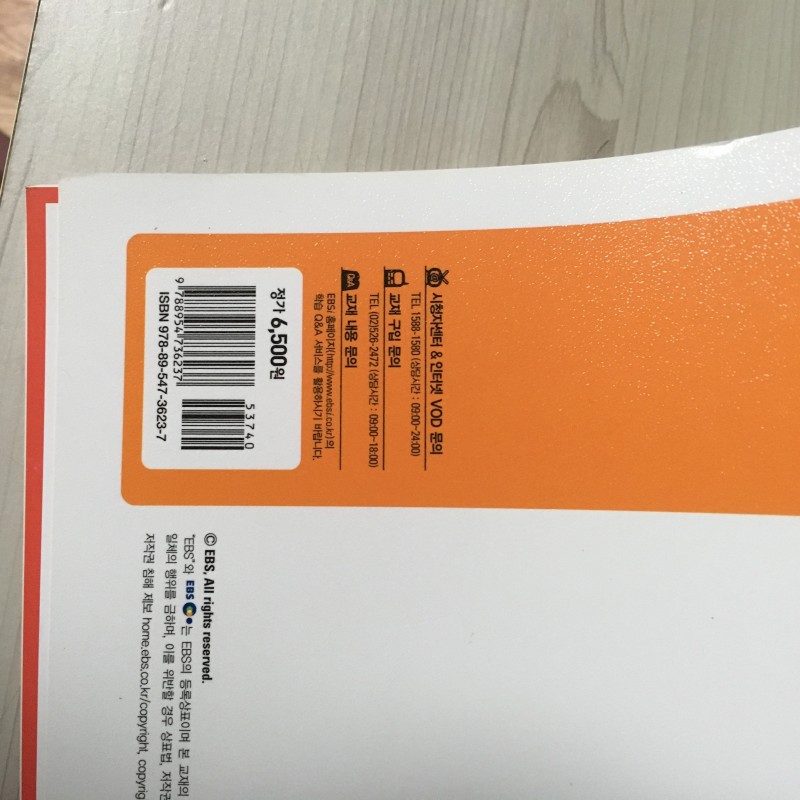 시청자센터 & 인터넷 VOD 문의
TEL 1588-1580 (상담시간 : 09:00~24:00)
교재 구입 문의
TEL (02)526-2472 (상담시간 : 09:00~18:00)
Q&A 교재 내용 문의
EBSi 홈페이지(http://www.ebsi.co.kr)의
학습 Q&A 서비스를 활용하시기 바랍니다.
정가 6,500원
53740
9 788954 736237
ISBN 978-89-547-3623-7
© EBS, All rights reserved.
"EBS"와 EBS 는 EBS의 등록상표이며 본 교재의
일체의 행위를 금하며, 이를 위반할 경우 상표법, 저작권
저작권 침해 제보 home.ebs.co.kr/copyright, copyrig